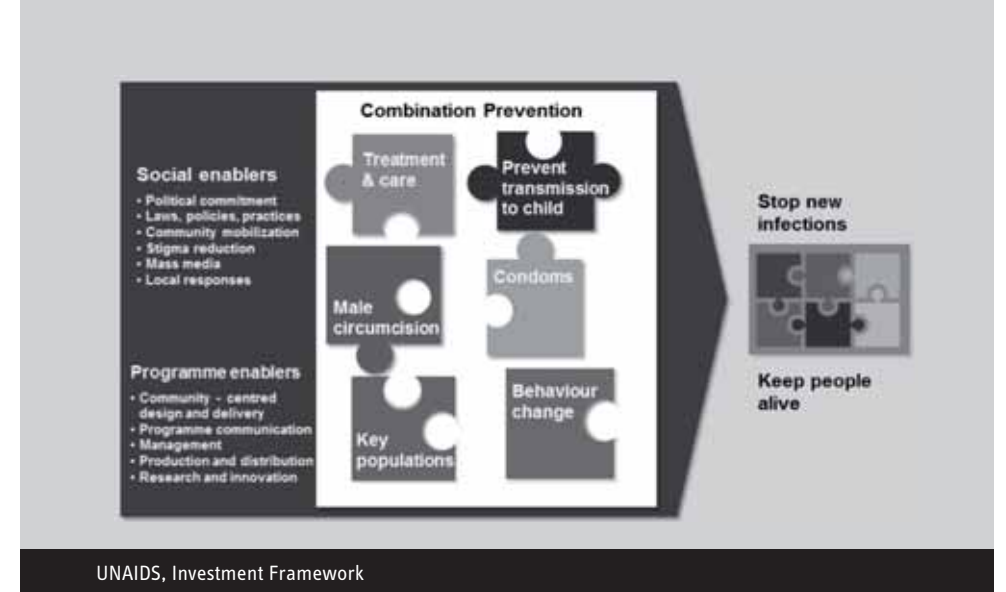 Combination Prevention
Social enablers
• Political commitment
• Laws, policies, practices
• Community mobilization
• Stigma reduction
• Mass media
• Local responses
Programme enablers
• Community - centred
design and delivery
• Programme communication
• Management
• Production and distribution
• Research and innovation
Treatment
& care
Prevent
transmission
to child
Male
circumcision
Condoms
Key
populations
Behaviour
change
Stop new
infections
Keep people
alive
UNAIDS, Investment Framework